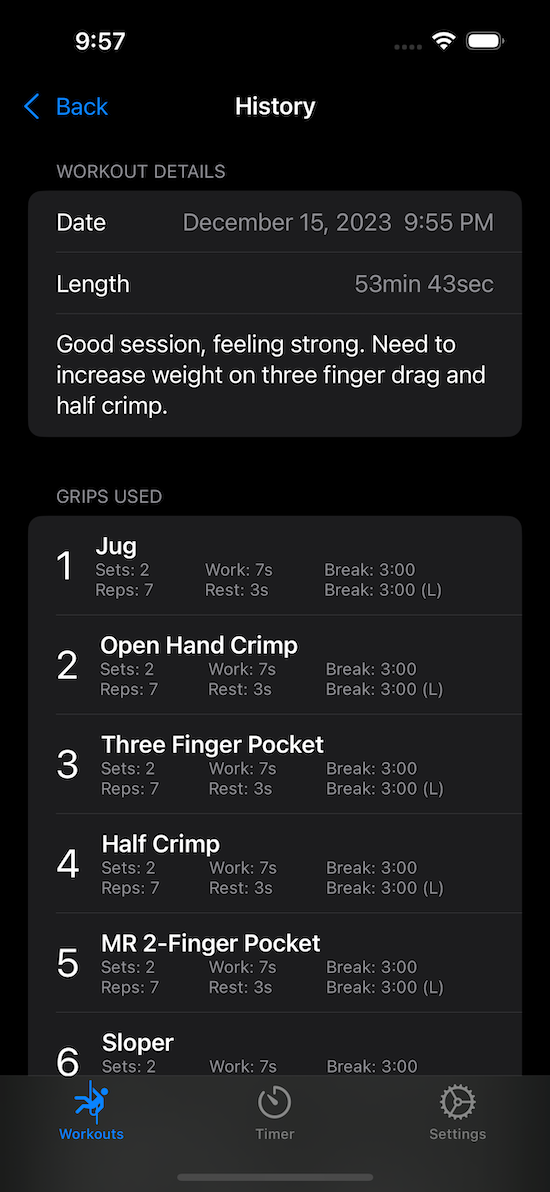 9:57
Back
History
WORKOUT DETAILS
Date December 15, 2023 9:55 PM
Length 53min 43sec
Good session, feeling strong. Need to
increase weight on three finger drag and
half crimp.
GRIPS USED
1 Jug
Sets: 2 Work: 7s Break: 3:00
Reps: 7 Rest: 3s Break: 3:00 (L)
2 Open Hand Crimp
Sets: 2 Work: 7s Break: 3:00
Reps: 7 Rest: 3s Break: 3:00 (L)
3 Three Finger Pocket
Sets: 2 Work: 7s Break: 3:00
Reps: 7 Rest: 3s Break: 3:00 (L)
4 Half Crimp
Sets: 2 Work: 7s Break: 3:00
Reps: 7 Rest: 3s Break: 3:00 (L)
5 MR 2-Finger Pocket
Sets: 2 Work: 7s Break: 3:00
Reps: 7 Rest: 3s Break: 3:00 (L)
6 Sloper
Sets: 2 Work: 7s Break: 3:00
Workouts Timer Settings